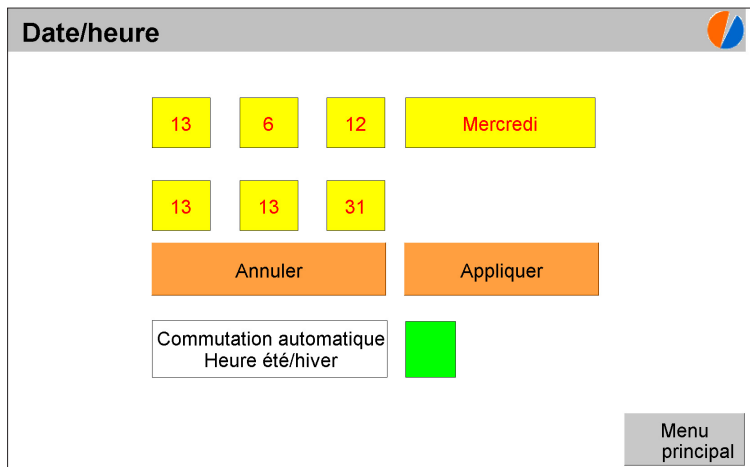 Date/heure
13 6 12 Mercredi
13 13 31
Annuler Appliquer
Commutation automatique
Heure été/hiver
Menu
principal